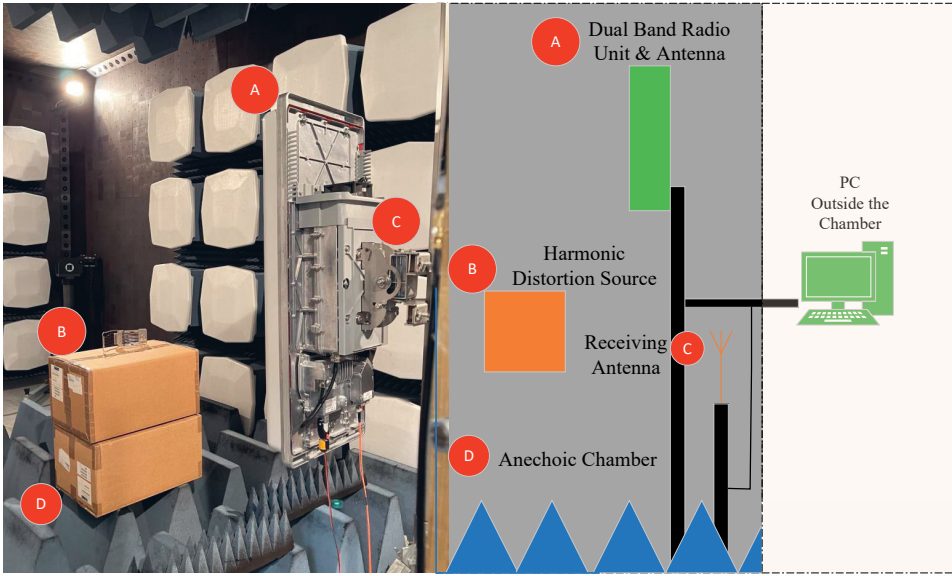 A
C
B
D
A
Dual Band Radio
Unit & Antenna
B
Harmonic
Distortion Source
Receiving
Antenna
C
D
Anechoic Chamber
PC
Outside the
Chamber